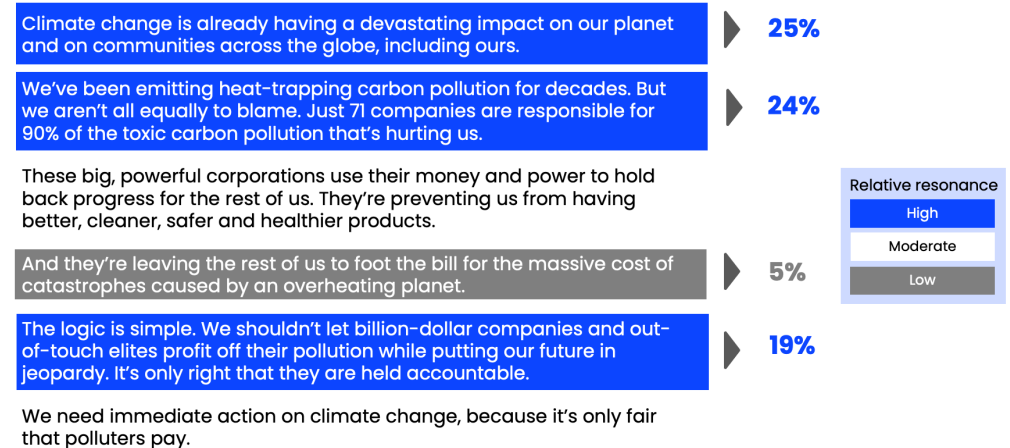 Climate change is already having a devastating impact on our planet
and on communities across the globe, including ours.
25%
We've been emitting heat-trapping carbon pollution for decades. But
we aren't all equally to blame. Just 71 companies are responsible for
90% of the toxic carbon pollution that's hurting us.
24%
These big, powerful corporations use their money and power to hold
back progress for the rest of us. They're preventing us from having
better, cleaner, safer and healthier products.
Relative resonance
High
Moderate
Low
And they're leaving the rest of us to foot the bill for the massive cost of
catastrophes caused by an overheating planet.
5%
The logic is simple. We shouldn't let billion-dollar companies and out-
of-touch elites profit off their pollution while putting our future in
jeopardy. It's only right that they are held accountable.
19%
We need immediate action on climate change, because it's only fair
that polluters pay.